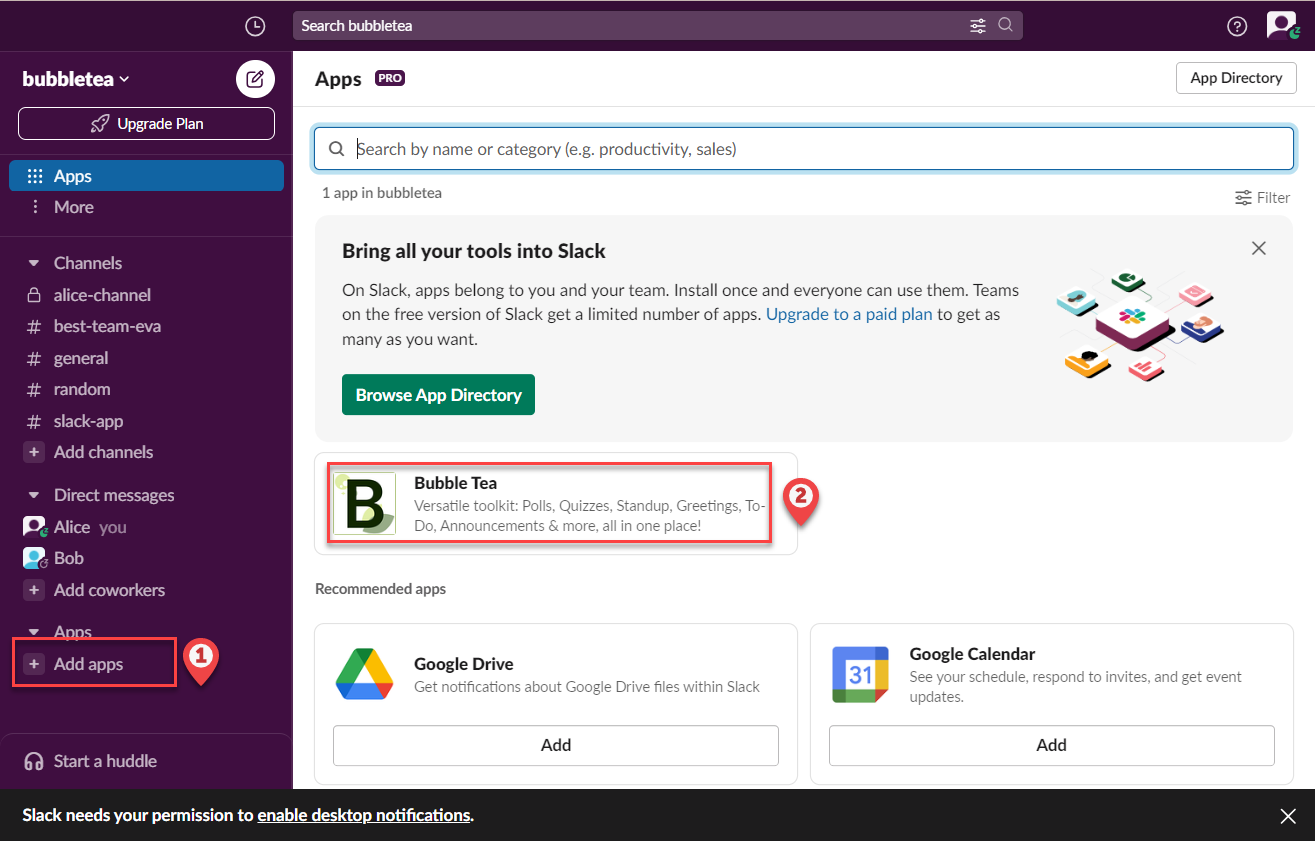 Search bubbletea
bubbletea
Upgrade Plan
Apps
More
Channels
alice-channel
# best-team-eva
# general
# random
# slack-app
+ Add channels
Direct messages
Alice you
Bob
+ Add coworkers
Apps
+ Add apps
1
Start a huddle
Apps PRO
App Directory
Search by name or category (e.g. productivity, sales)
1 app in bubbletea
Filter
Bring all your tools into Slack
On Slack, apps belong to you and your team. Install once and everyone can use them. Teams
on the free version of Slack get a limited number of apps. Upgrade to a paid plan to get as
many as you want.
Browse App Directory
B
Bubble Tea
Versatile toolkit: Polls, Quizzes, Standup, Greetings, To-
Do, Announcements & more, all in one place!
2
Recommended apps
Google Drive
Get notifications about Google Drive files within Slack
Add
31
Google Calendar
See your schedule, respond to invites, and get event
updates.
Add
Slack needs your permission to enable desktop notifications.